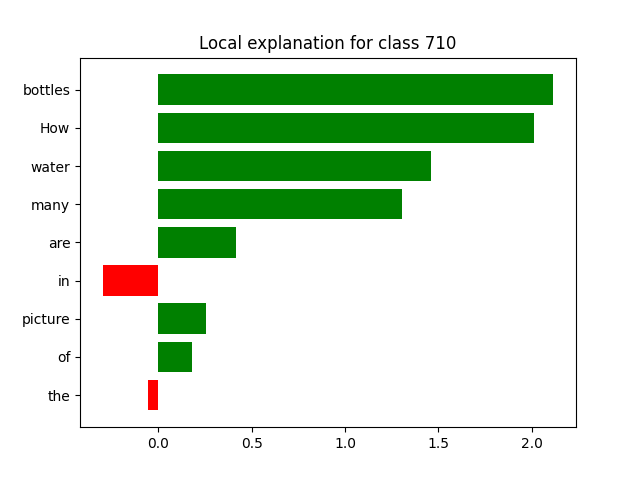 Local explanation for class 710
bottles
How
water
many
are
in
picture
of
the
0.0 0.5 1.0 1.5 2.0